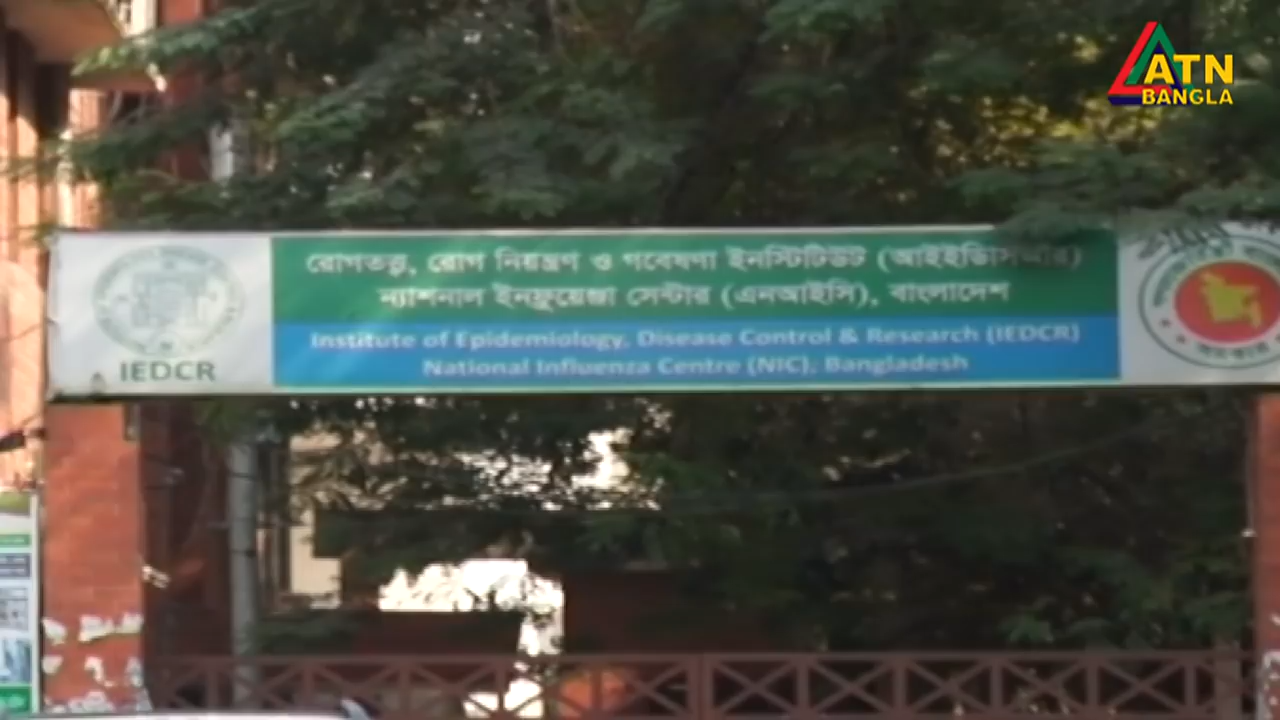 ATN
BANGLA
রোগতত্ত্ব, রোগ নিয়ন্ত্রণ ও গবেষণা ইনস্টিটিউট (আইইডিসিআর)
ন্যাশনাল ইনফ্লুয়েঞ্জা সেন্টার (এনআইসি), বাংলাদেশ
Institute of Epidemiology, Disease Control & Research (IEDCR)
National Influenza Centre (NIC), Bangladesh
IEDCR